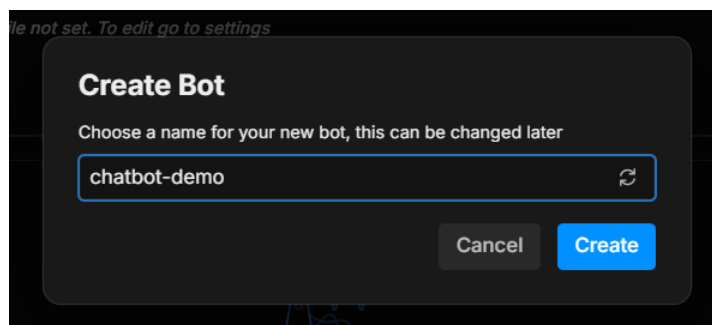 ile not set. To edit go to settings
Create Bot
Choose a name for your new bot, this can be changed later
chatbot-demo
Cancel
Create